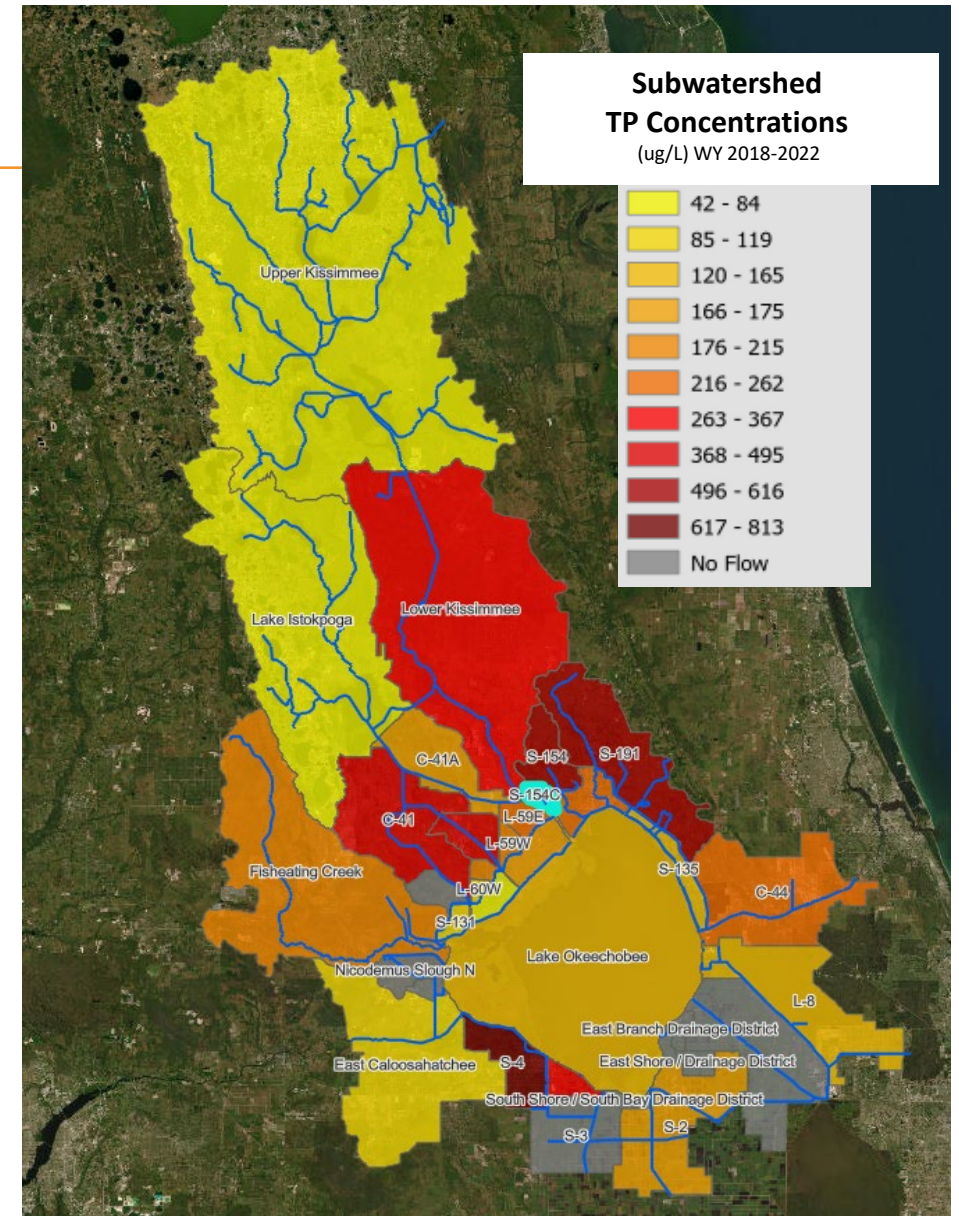 Subwatershed
TP Concentrations
(ug/L) WY 2018-2022
42 - 84
85 - 119
120 - 165
166 - 175
176 - 215
216 - 262
263 - 367
368 - 495
496 - 616
617 - 813
No Flow
Upper Kissimmee
Lake Istokpoga
Lower Kissimmee
C-41A
S-154
S-191
S-154C
L-59E
C-41
L-59W
Fisheating Creek
L-60W
S-135
C-44
S-131
Lake Okeechobee
Nicodemus Slough N
L-8
East Branch Drainage District
East Caloosahatchee
S-4
East Shore / Drainage District
South Shore / South Bay Drainage District
S-3
S-2